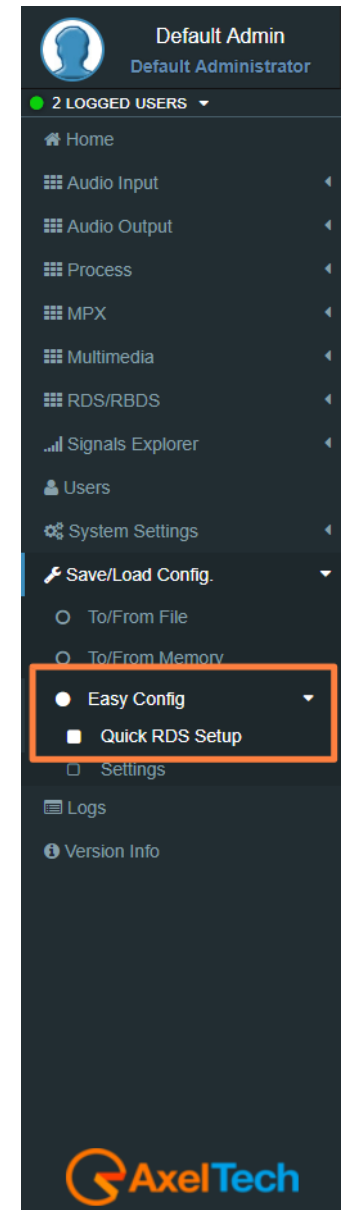 Default Admin
Default Administrator
2 LOGGED USERS
Home
Audio Input
Audio Output
Process
MPX
Multimedia
RDS/RBDS
Signals Explorer
Users
System Settings
Save/Load Config.
To/From File
To/From Memory
Easy Config
Quick RDS Setup
Settings
Logs
Version Info
AxelTech